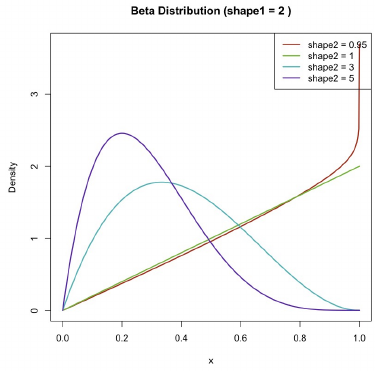 Beta Distribution (shape1 = 2 )
shape2 = 0.95
shape2 = 1
shape2 = 3
shape2 = 5
Density
0
1
2
3
0.0 0.2 0.4 0.6 0.8 1.0
x